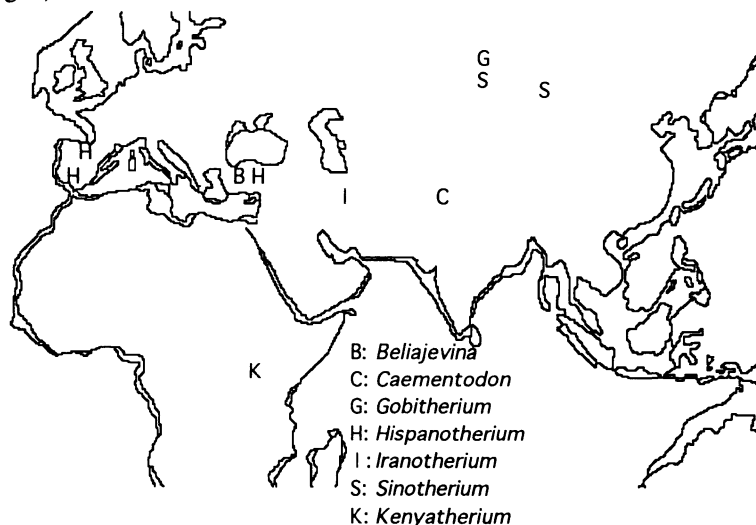 G
S
S
H
H
B H
I
C
K
B: Beliajevina
C: Caementodon
G: Gobitherium
H: Hispanotherium
I : Iranotherium
S: Sinotherium
K: Kenyatherium